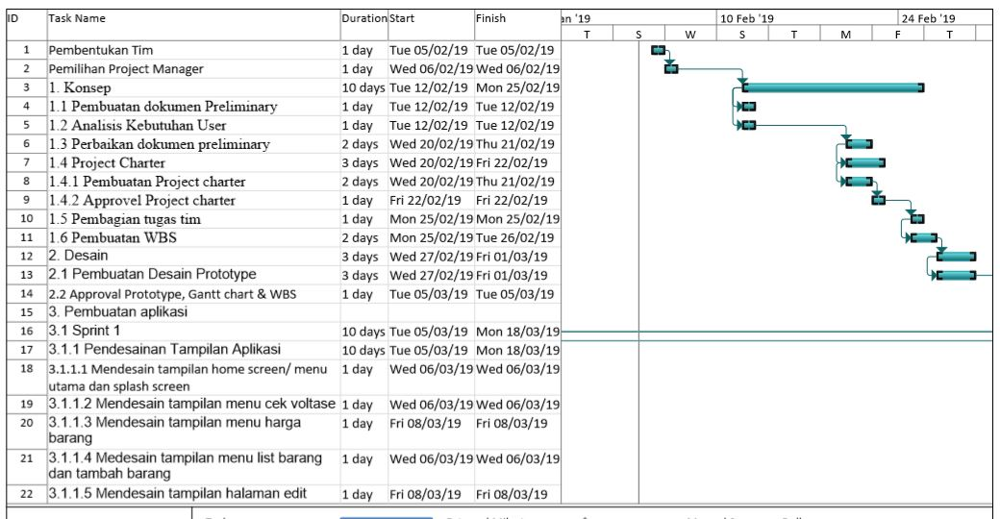 ID Task Name Duration Start Finish an '19 10 Feb '19 24 Feb '19
T S W S T M F T
1 Pembentukan Tim 1 day Tue 05/02/19 Tue 05/02/19
2 Pemilihan Project Manager 1 day Wed 06/02/19 Wed 06/02/19
3 1. Konsep 10 days Tue 12/02/19 Mon 25/02/19
4 1.1 Pembuatan dokumen Preliminary 1 day Tue 12/02/19 Tue 12/02/19
5 1.2 Analisis Kebutuhan User 1 day Tue 12/02/19 Tue 12/02/19
6 1.3 Perbaikan dokumen preliminary 2 days Wed 20/02/19 Thu 21/02/19
7 1.4 Project Charter 3 days Wed 20/02/19 Fri 22/02/19
8 1.4.1 Pembuatan Project charter 2 days Wed 20/02/19 Thu 21/02/19
9 1.4.2 Approvel Project charter 1 day Fri 22/02/19 Fri 22/02/19
10 1.5 Pembagian tugas tim 1 day Mon 25/02/19 Mon 25/02/19
11 1.6 Pembuatan WBS 2 days Mon 25/02/19 Tue 26/02/19
12 2. Desain 3 days Wed 27/02/19 Fri 01/03/19
13 2.1 Pembuatan Desain Prototype 3 days Wed 27/02/19 Fri 01/03/19
14 2.2 Approval Prototype, Gantt chart & WBS 1 day Tue 05/03/19 Tue 05/03/19
15 3. Pembuatan aplikasi
16 3.1 Sprint 1 10 days Tue 05/03/19 Mon 18/03/19
17 3.1.1 Pendesainan Tampilan Aplikasi 10 days Tue 05/03/19 Mon 18/03/19
18 3.1.1.1 Mendesain tampilan home screen/ menu 1 day Wed 06/03/19 Wed 06/03/19
utama dan splash screen
19 3.1.1.2 Mendesain tampilan menu cek voltase 1 day Wed 06/03/19 Wed 06/03/19
20 3.1.1.3 Mendesain tampilan menu harga 1 day Fri 08/03/19 Fri 08/03/19
barang
21 3.1.1.4 Medesain tampilan menu list barang 1 day Wed 06/03/19 Wed 06/03/19
dan tambah barang
22 3.1.1.5 Mendesain tampilan halaman edit 1 day Fri 08/03/19 Fri 08/03/19